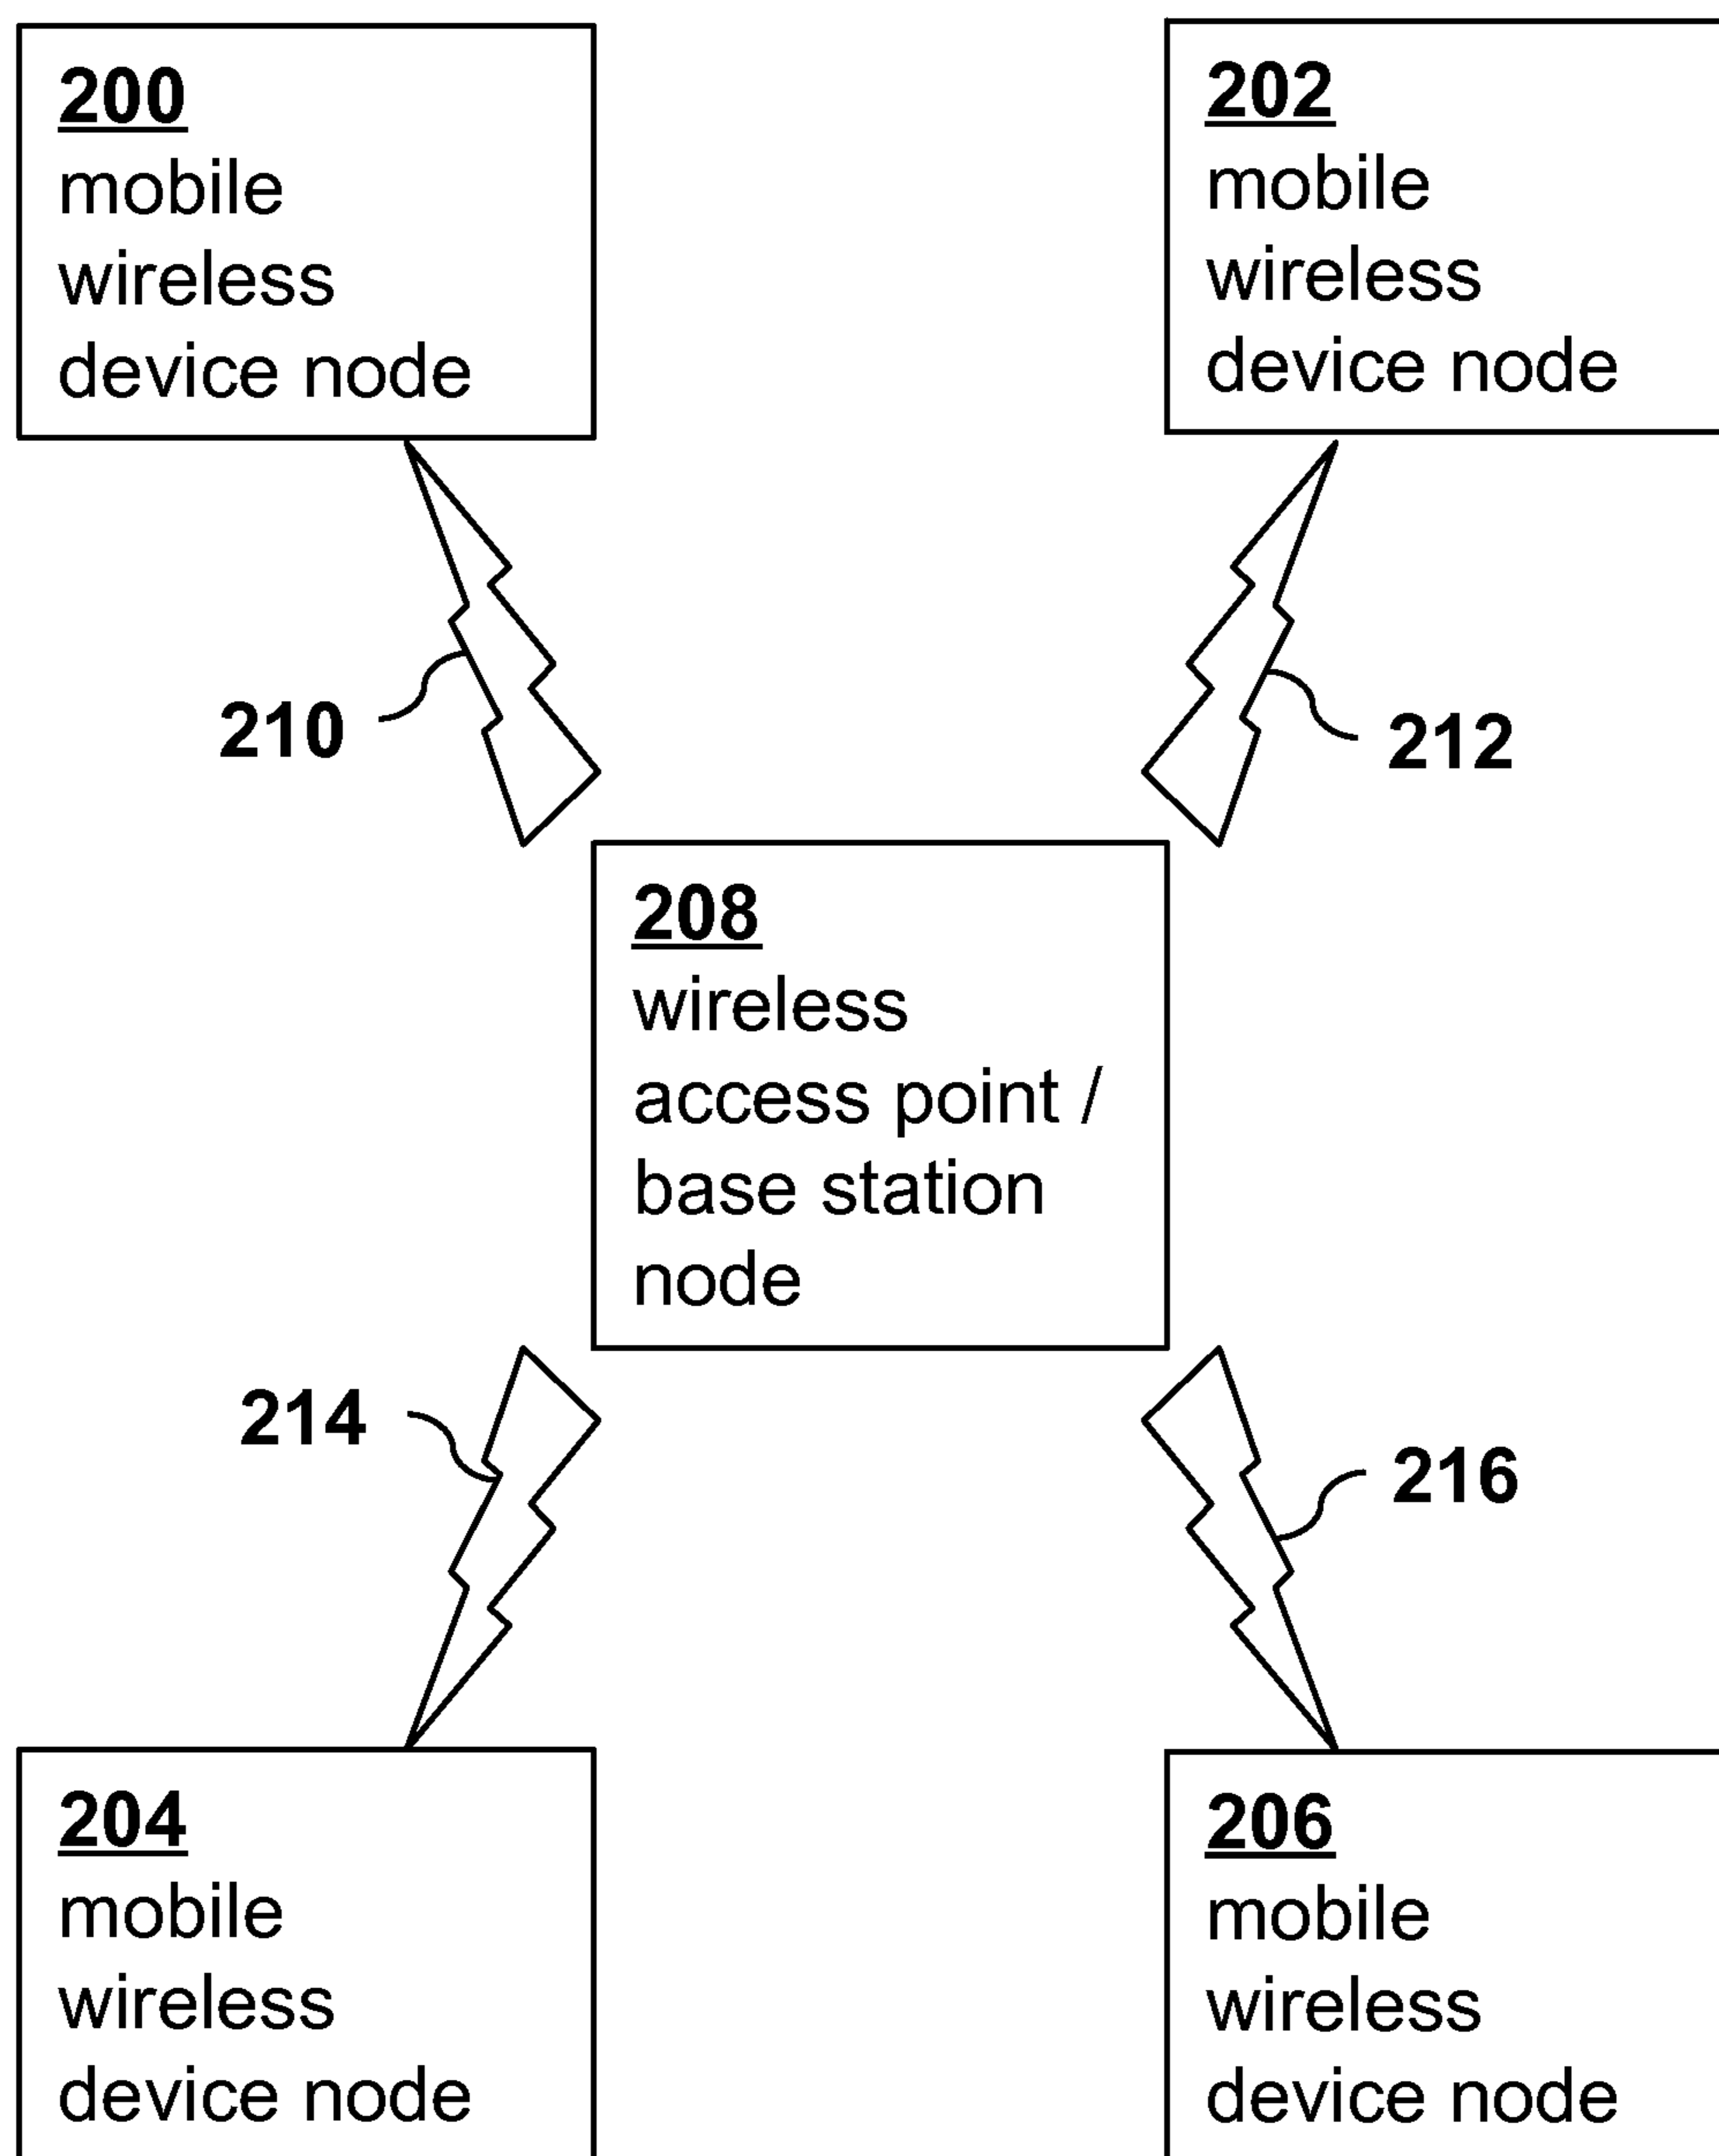 200
mobile
wireless
device node
202
mobile
wireless
device node
210
212
208
wireless
access point /
base station
node
214
216
204
mobile
wireless
device node
206
mobile
wireless
device node